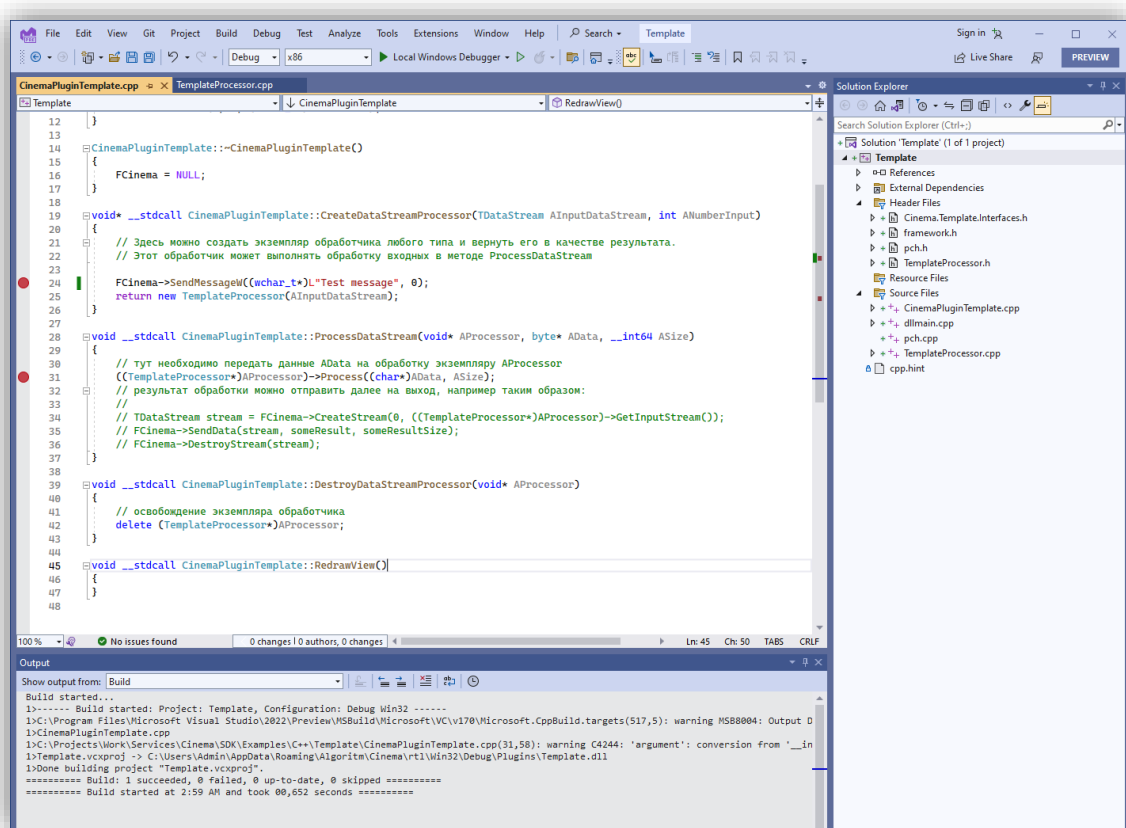 File Edit View Git Project Build Debug Test Analyze Tools Extensions Window Help Search Template Sign in
Debug x86 Local Windows Debugger Live Share PREVIEW
CinemaPluginTemplate.cpp TemplateProcessor.cpp
Template CinemaPluginTemplate RedrawView()
12 }
13
14 CinemaPluginTemplate::~CinemaPluginTemplate()
15 {
16 FCinema = NULL;
17 }
18
19 void* __stdcall CinemaPluginTemplate::CreateDataStreamProcessor(TDataStream AInputDataStream, int ANumberInput)
20 {
21 // Здесь можно создать экземпляр обработчика любого типа и вернуть его в качестве результата.
22 // Этот обработчик может выполнять обработку входных в методе ProcessDataStream
23
24 FCinema->SendMessageW((wchar_t*)L"Test message", 0);
25 return new TemplateProcessor(AInputDataStream);
26 }
27
28 void __stdcall CinemaPluginTemplate::ProcessDataStream(void* AProcessor, byte* AData, __int64 ASize)
29 {
30 // тут необходимо передать данные AData на обработку экземпляру AProcessor
31 ((TemplateProcessor*)AProcessor)->Process((char*)AData, ASize);
32 // результат обработки можно отправить далее на выход, например таким образом:
33 //
34 // TDataStream stream = FCinema->CreateStream(0, ((TemplateProcessor*)AProcessor)->GetInputStream());
35 // FCinema->SendData(stream, someResult, someResultSize);
36 // FCinema->DestroyStream(stream);
37 }
38
39 void __stdcall CinemaPluginTemplate::DestroyDataStreamProcessor(void* AProcessor)
40 {
41 // освобождение экземпляра обработчика
42 delete (TemplateProcessor*)AProcessor;
43 }
44
45 void __stdcall CinemaPluginTemplate::RedrawView()
46 {
47 }
48
100 % No issues found 0 changes | 0 authors, 0 changes Ln: 45 Ch: 50 TABS CRLF
Output
Show output from: Build
Build started...
1>------ Build started: Project: Template, Configuration: Debug Win32 ------
1>C:\Program Files\Microsoft Visual Studio\2022\Preview\MSBuild\Microsoft\VC\v170\Microsoft.CppBuild.targets(517,5): warning MSB8004: Output D
1>CinemaPluginTemplate.cpp
1>C:\Projects\Work\Services\Cinema\SDK\Examples\C++\Template\CinemaPluginTemplate.cpp(31,58): warning C4244: 'argument': conversion from '__in
1>Template.vcxproj -> C:\Users\Admin\AppData\Roaming\Algoritm\Cinema\rtl\Win32\Debug\Plugins\Template.dll
1>Done building project "Template.vcxproj".
========== Build: 1 succeeded, 0 failed, 0 up-to-date, 0 skipped ==========
========== Build started at 2:59 AM and took 00,652 seconds ==========
Solution Explorer
Search Solution Explorer (Ctrl+;)
Solution 'Template' (1 of 1 project)
Template
References
External Dependencies
Header Files
Cinema.Template.Interfaces.h
framework.h
pch.h
TemplateProcessor.h
Resource Files
Source Files
CinemaPluginTemplate.cpp
dllmain.cpp
pch.cpp
TemplateProcessor.cpp
cpp.hint